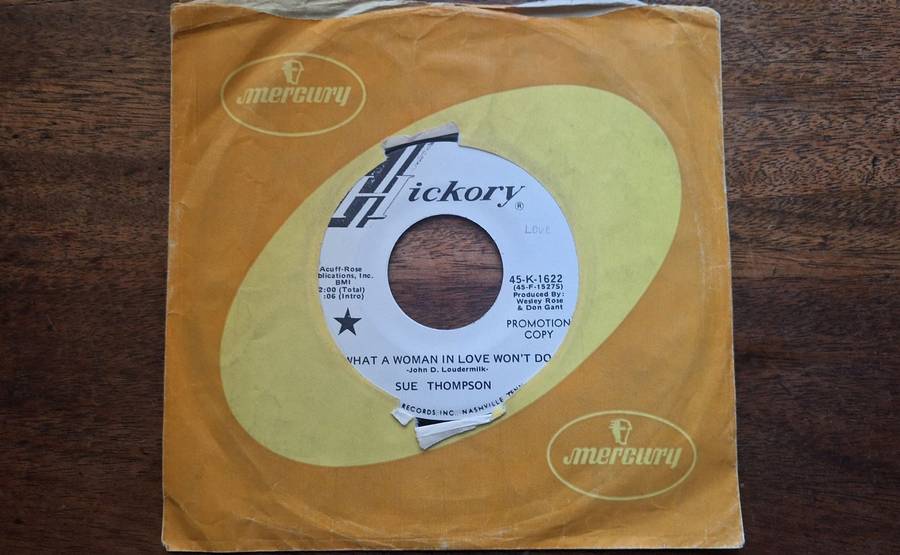 mercury
Hickory
®
LOVE
Acuff-Rose
blications, Inc.
BMI
2:00 (Total)
:06 (Intro)
45-K-1622
(45-F-15275)
Produced By:
Wesley Rose
& Don Gant
PROMOTION
COPY
WHAT A WOMAN IN LOVE WON'T DO
-John D. Loudermilk-
SUE THOMPSON
RECORDS, INC. NASHVILLE TENN
mercury